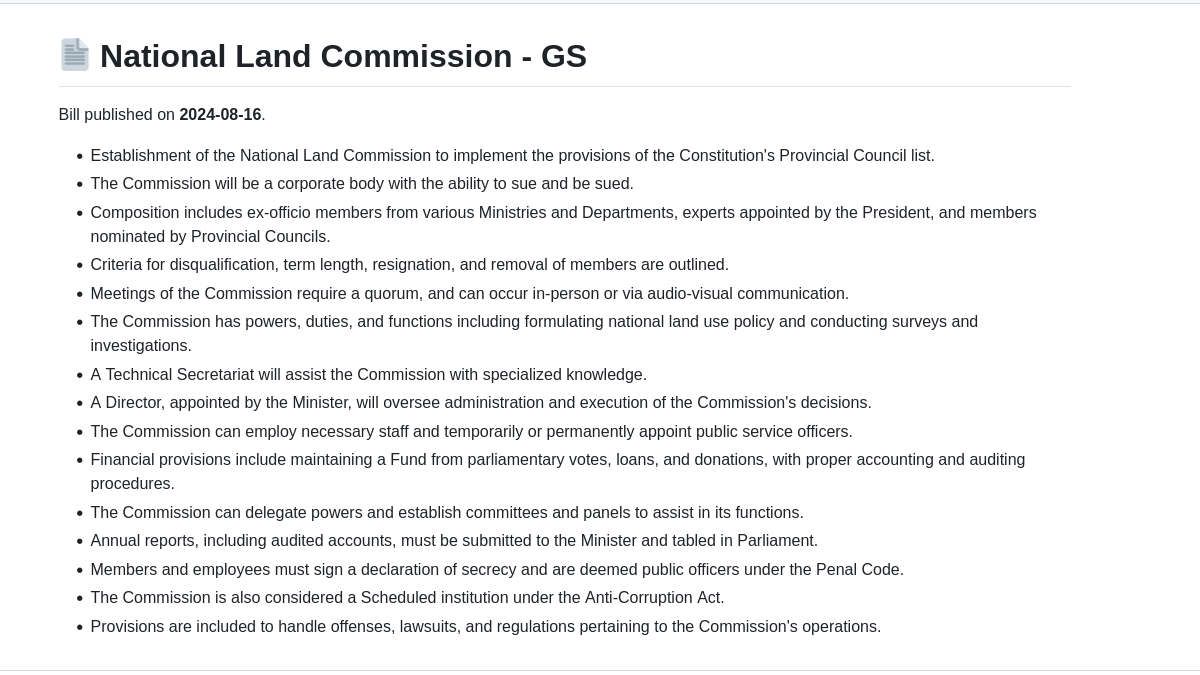 National Land Commission - GS
Bill published on 2024-08-16.
• Establishment of the National Land Commission to implement the provisions of the Constitution's Provincial Council list.
• The Commission will be a corporate body with the ability to sue and be sued.
• Composition includes ex-officio members from various Ministries and Departments, experts appointed by the President, and members
nominated by Provincial Councils.
• Criteria for disqualification, term length, resignation, and removal of members are outlined.
• Meetings of the Commission require a quorum, and can occur in-person or via audio-visual communication.
• The Commission has powers, duties, and functions including formulating national land use policy and conducting surveys and
investigations.
• A Technical Secretariat will assist the Commission with specialized knowledge.
• A Director, appointed by the Minister, will oversee administration and execution of the Commission's decisions.
• The Commission can employ necessary staff and temporarily or permanently appoint public service officers.
• Financial provisions include maintaining a Fund from parliamentary votes, loans, and donations, with proper accounting and auditing
procedures.
• The Commission can delegate powers and establish committees and panels to assist in its functions.
• Annual reports, including audited accounts, must be submitted to the Minister and tabled in Parliament.
• Members and employees must sign a declaration of secrecy and are deemed public officers under the Penal Code.
• The Commission is also considered a Scheduled institution under the Anti-Corruption Act.
• Provisions are included to handle offenses, lawsuits, and regulations pertaining to the Commission's operations.